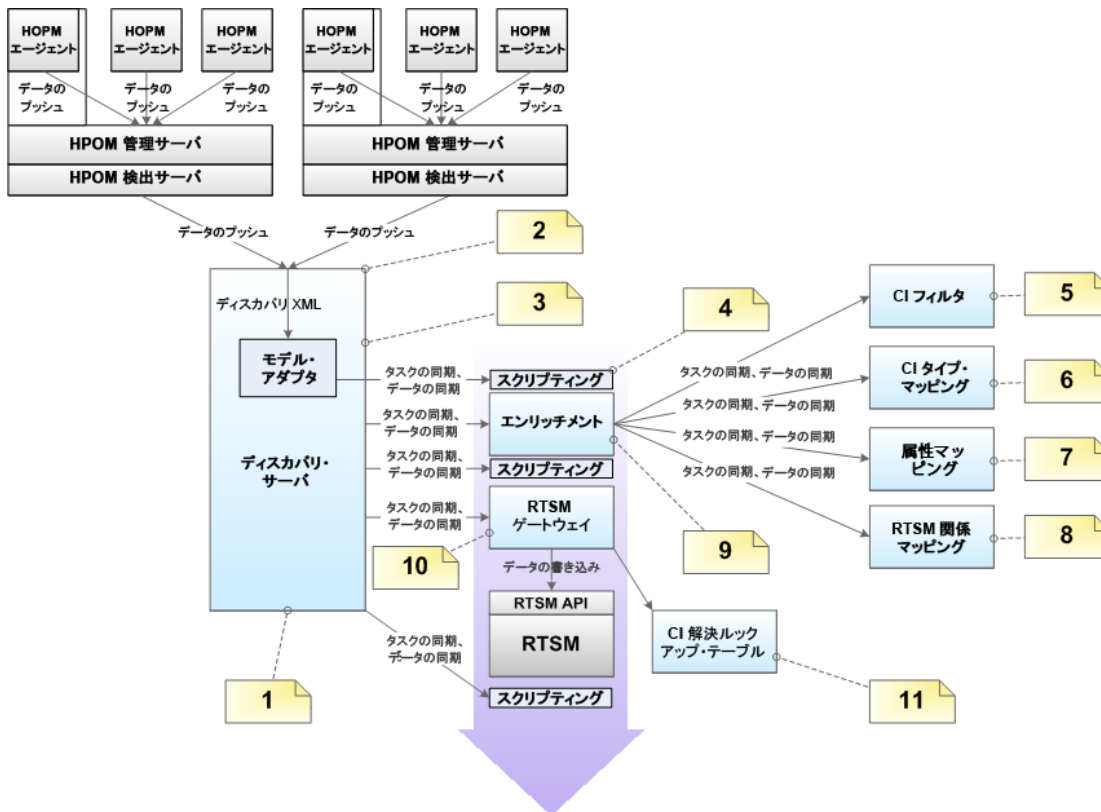 HOPM
エージェント
HOPM
エージェント
HOPM
エージェント
HOPM
エージェント
HOPM
エージェント
HOPM
エージェント
データの
プッシュ
データの
プッシュ
データの
プッシュ
データの
プッシュ
データの
プッシュ
データの
プッシュ
HPOM 管理サーバ
HPOM 管理サーバ
HPOM 検出サーバ
HPOM 検出サーバ
データのプッシュ
データのプッシュ
2
ディスカバリ XML
3
4
CI フィルタ
5
モデル・
アダプタ
タスクの同期、
データの同期
スクリプティング
タスクの同期、データの同期
CI タイプ・
マッピング
6
タスクの同期、
データの同期
エンリッチメント
タスクの同期、データの同期
タスクの同期、データの同期
属性マッ
ピング
7
ディスカバリ・
サーバ
タスクの同期、
データの同期
スクリプティング
タスクの同期、データの同期
タスクの同期、
データの同期
RTSM
ゲートウェイ
RTSM 関係
マッピング
8
9
10
データの書き込み
RTSM API
RTSM
CI 解決ルック
アップ・テーブル
タスクの同期、
データの同期
スクリプティング
1
11